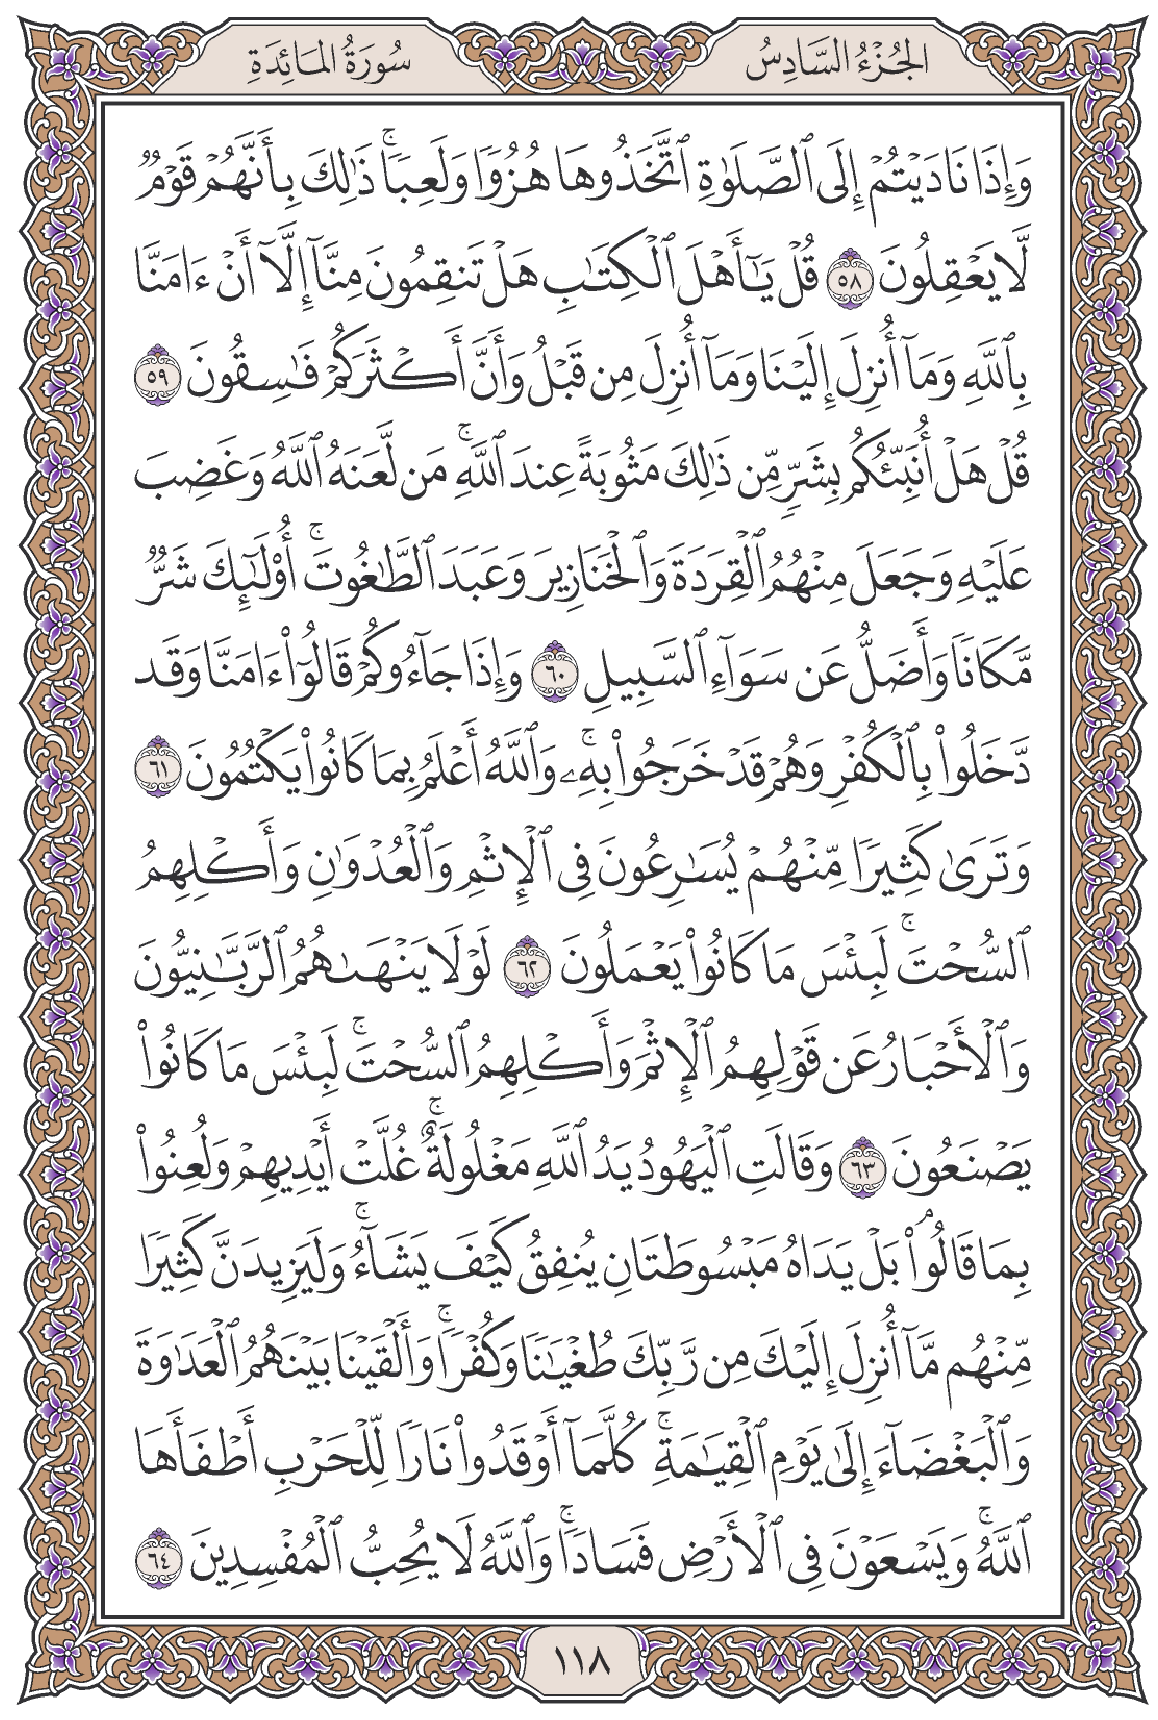 الجُزْءُ السَّادِسُ
سُورَةُ المَائِدَةِ
وَإِذَا نَادَيْتُمْ إِلَى ٱلصَّلَوٰةِ ٱتَّخَذُوهَا هُزُوًا وَلَعِبًا ۚ ذَٰلِكَ بِأَنَّهُمْ قَوْمٌ
لَّا يَعْقِلُونَ ٥٨ قُلْ يَـٰٓأَهْلَ ٱلْكِتَـٰبِ هَلْ تَنقِمُونَ مِنَّآ إِلَّآ أَنْ ءَامَنَّا
بِٱللَّهِ وَمَآ أُنزِلَ إِلَيْنَا وَمَآ أُنزِلَ مِن قَبْلُ وَأَنَّ أَكْثَرَكُمْ فَـٰسِقُونَ ٥٩
قُلْ هَلْ أُنَبِّئُكُم بِشَرٍّ مِّن ذَٰلِكَ مَثُوبَةً عِندَ ٱللَّهِ ۚ مَن لَّعَنَهُ ٱللَّهُ وَغَضِبَ
عَلَيْهِ وَجَعَلَ مِنْهُمُ ٱلْقِرَدَةَ وَٱلْخَنَازِيرَ وَعَبَدَ ٱلطَّـٰغُوتَ ۚ أُو۟لَـٰٓئِكَ شَرٌّ
مَّكَانًا وَأَضَلُّ عَن سَوَآءِ ٱلسَّبِيلِ ٦٠ وَإِذَا جَآءُوكُمْ قَالُوٓا۟ ءَامَنَّا وَقَد
دَّخَلُوا۟ بِٱلْكُفْرِ وَهُمْ قَدْ خَرَجُوا۟ بِهِۦ ۚ وَٱللَّهُ أَعْلَمُ بِمَا كَانُوا۟ يَكْتُمُونَ ٦١
وَتَرَىٰ كَثِيرًا مِّنْهُمْ يُسَـٰرِعُونَ فِى ٱلْإِثْمِ وَٱلْعُدْوَٰنِ وَأَكْلِهِمُ
ٱلسُّحْتَ ۚ لَبِئْسَ مَا كَانُوا۟ يَعْمَلُونَ ٦٢ لَوْلَا يَنْهَىٰهُمُ ٱلرَّبَّـٰنِيُّونَ
وَٱلْأَحْبَارُ عَن قَوْلِهِمُ ٱلْإِثْمَ وَأَكْلِهِمُ ٱلسُّحْتَ ۚ لَبِئْسَ مَا كَانُوا۟
يَصْنَعُونَ ٦٣ وَقَالَتِ ٱلْيَهُودُ يَدُ ٱللَّهِ مَغْلُولَةٌ ۚ غُلَّتْ أَيْدِيهِمْ وَلُعِنُوا۟
بِمَا قَالُوا۟ ۘ بَلْ يَدَاهُ مَبْسُوطَتَانِ يُنفِقُ كَيْفَ يَشَآءُ ۚ وَلَيَزِيدَنَّ كَثِيرًا
مِّنْهُم مَّآ أُنزِلَ إِلَيْكَ مِن رَّبِّكَ طُغْيَـٰنًا وَكُفْرًا ۚ وَأَلْقَيْنَا بَيْنَهُمُ ٱلْعَدَٰوَةَ
وَٱلْبَغْضَآءَ إِلَىٰ يَوْمِ ٱلْقِيَـٰمَةِ ۚ كُلَّمَآ أَوْقَدُوا۟ نَارًا لِّلْحَرْبِ أَطْفَأَهَا
ٱللَّهُ ۚ وَيَسْعَوْنَ فِى ٱلْأَرْضِ فَسَادًا ۚ وَٱللَّهُ لَا يُحِبُّ ٱلْمُفْسِدِينَ ٦٤
١١٨